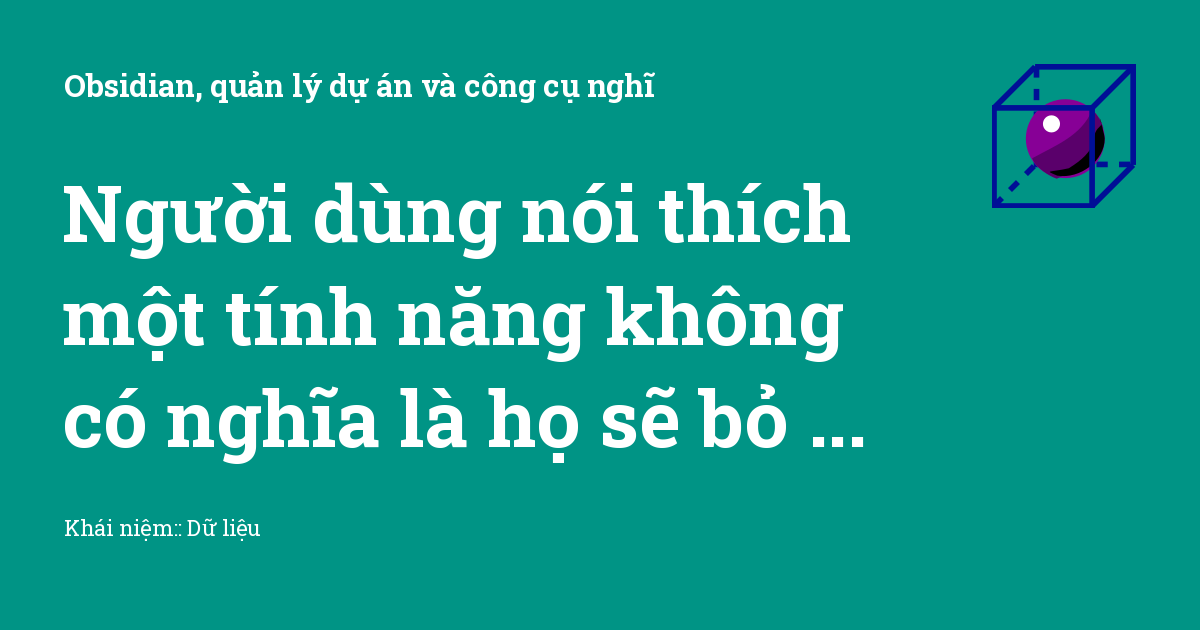 Obsidian, quản lý dự án và công cụ nghĩ
Người dùng nói thích
một tính năng không
có nghĩa là họ sẽ bỏ ...
Khái niệm:: Dữ liệu